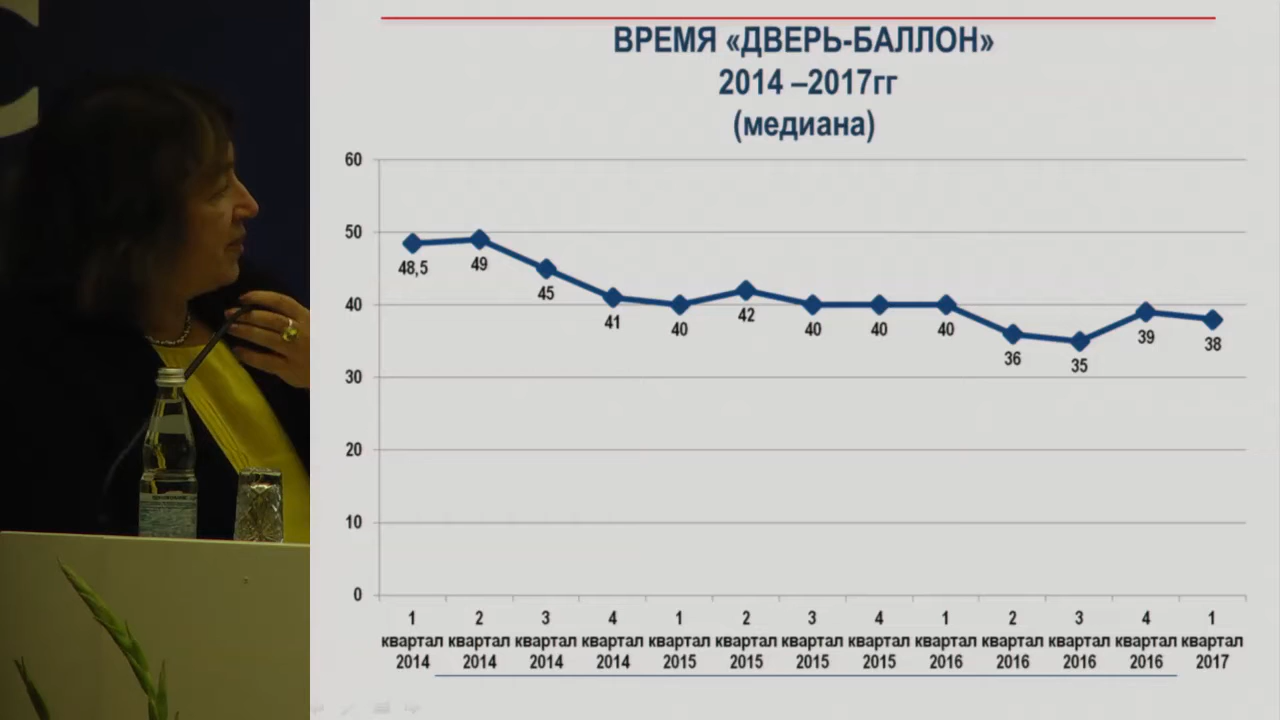 ВРЕМЯ «ДВЕРЬ-БАЛЛОН»
2014 –2017гг
(медиана)
60
50
40
30
20
10
0
48,5
49
45
41
40
42
40
40
40
36
35
39
38
1 квартал 2014
2 квартал 2014
3 квартал 2014
4 квартал 2014
1 квартал 2015
2 квартал 2015
3 квартал 2015
4 квартал 2015
1 квартал 2016
2 квартал 2016
3 квартал 2016
4 квартал 2016
1 квартал 2017